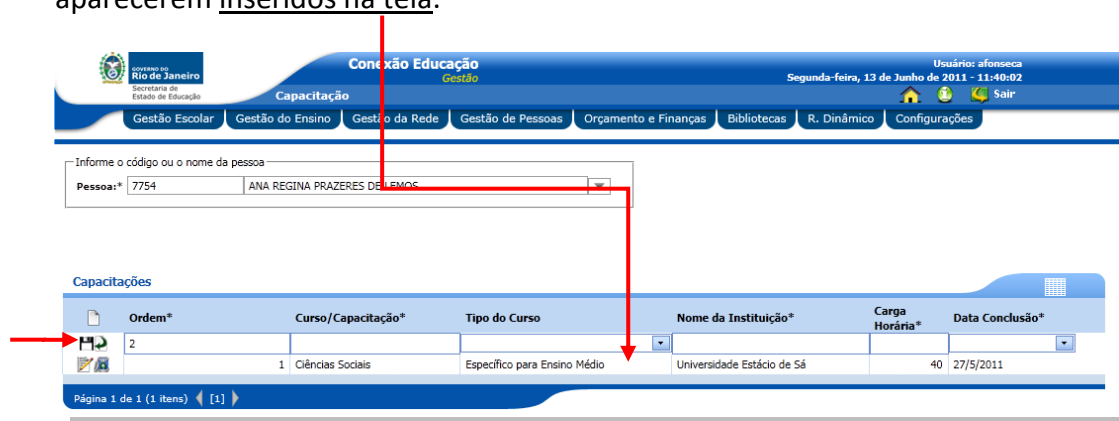 aparecerem inseridos na tela.
GOVERNO DO
Rio de Janeiro
Secretaria de
Estado de Educação
Conexão Educação
Gestão
Capacitação
Usuário: afonseca
Segunda-feira, 13 de Junho de 2011 - 11:40:02
Sair
Gestão Escolar Gestão do Ensino Gestão da Rede Gestão de Pessoas Orçamento e Finanças Bibliotecas R. Dinâmico Configurações
Informe o código ou o nome da pessoa
Pessoa:* 7754 ANA REGINA PRAZERES DE LEMOS
Capacitações
Ordem* Curso/Capacitação* Tipo do Curso Nome da Instituição* Carga Horária* Data Conclusão*
2
1 Ciências Sociais Específico para Ensino Médio Universidade Estácio de Sá 40 27/5/2011
Página 1 de 1 (1 itens) [1]